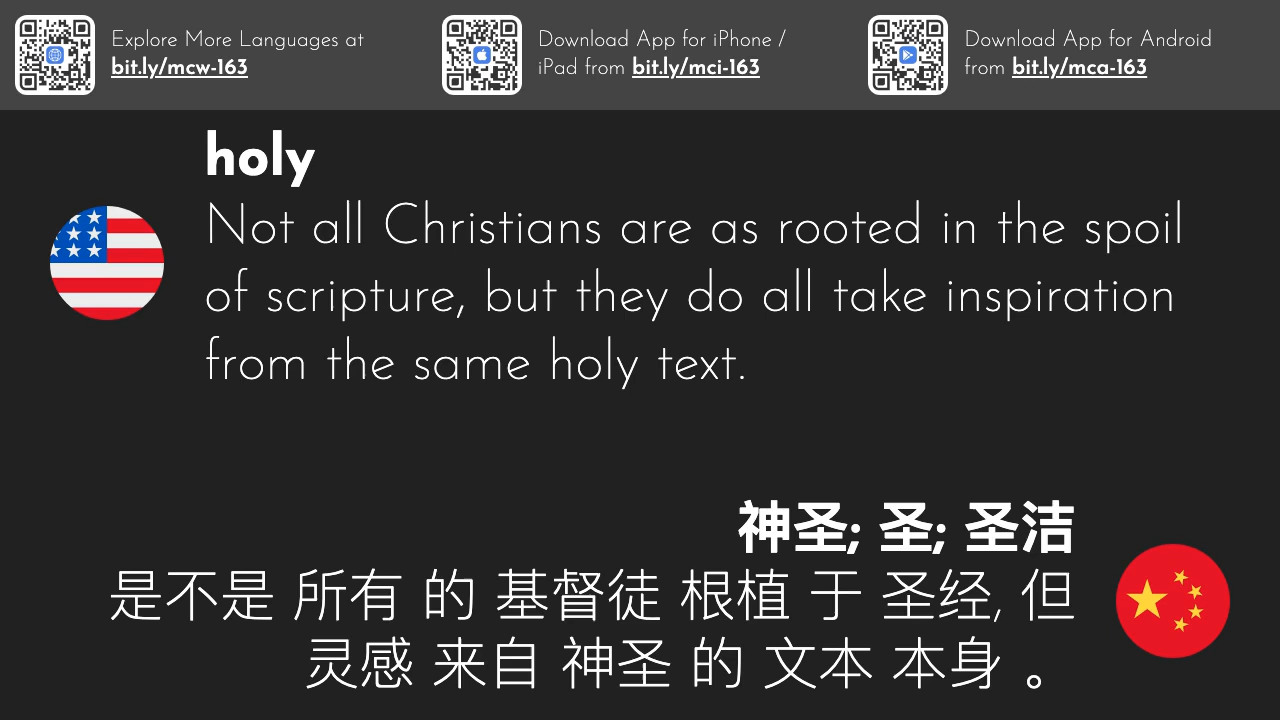 Explore More Languages at
bit.ly/mcw-163
Download App for iPhone /
iPad from bit.ly/mci-163
Download App for Android
from bit.ly/mca-163
holy
Not all Christians are as rooted in the spoil
of scripture, but they do all take inspiration
from the same holy text.
神圣; 圣; 圣洁
是不是 所有 的 基督徒 根植 于 圣经, 但
灵感 来自 神圣 的 文本 本身 。